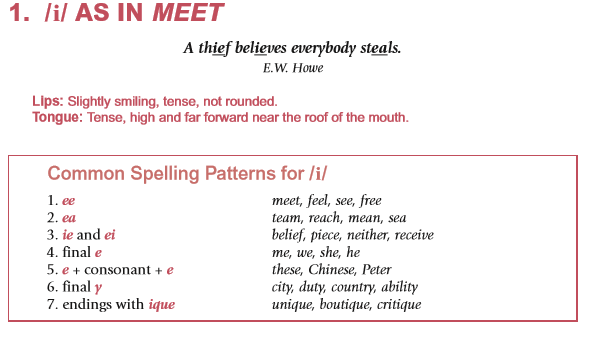 1. /i/ AS IN MEET
A thief believes everybody steals.
E.W. Howe
Lips: Slightly smiling, tense, not rounded.
Tongue: Tense, high and far forward near the roof of the mouth.
Common Spelling Patterns for /i/
1. ee meet, feel, see, free
2. ea team, reach, mean, sea
3. ie and ei belief, piece, neither, receive
4. final e me, we, she, he
5. e + consonant + e these, Chinese, Peter
6. final y city, duty, country, ability
7. endings with ique unique, boutique, critique